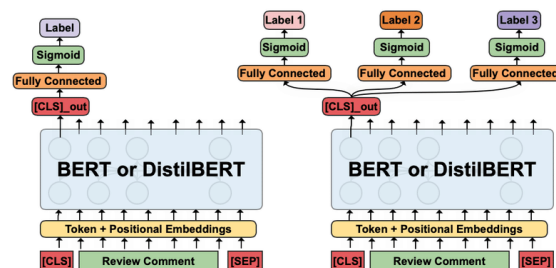 Label
Sigmoid
Fully Connected
[CLS]_out
BERT or DistilBERT
Token + Positional Embeddings
[CLS] Review Comment [SEP]
Label 1 Label 2 Label 3
Sigmoid Sigmoid Sigmoid
Fully Connected Fully Connected Fully Connected
[CLS]_out
BERT or DistilBERT
Token + Positional Embeddings
[CLS] Review Comment [SEP]